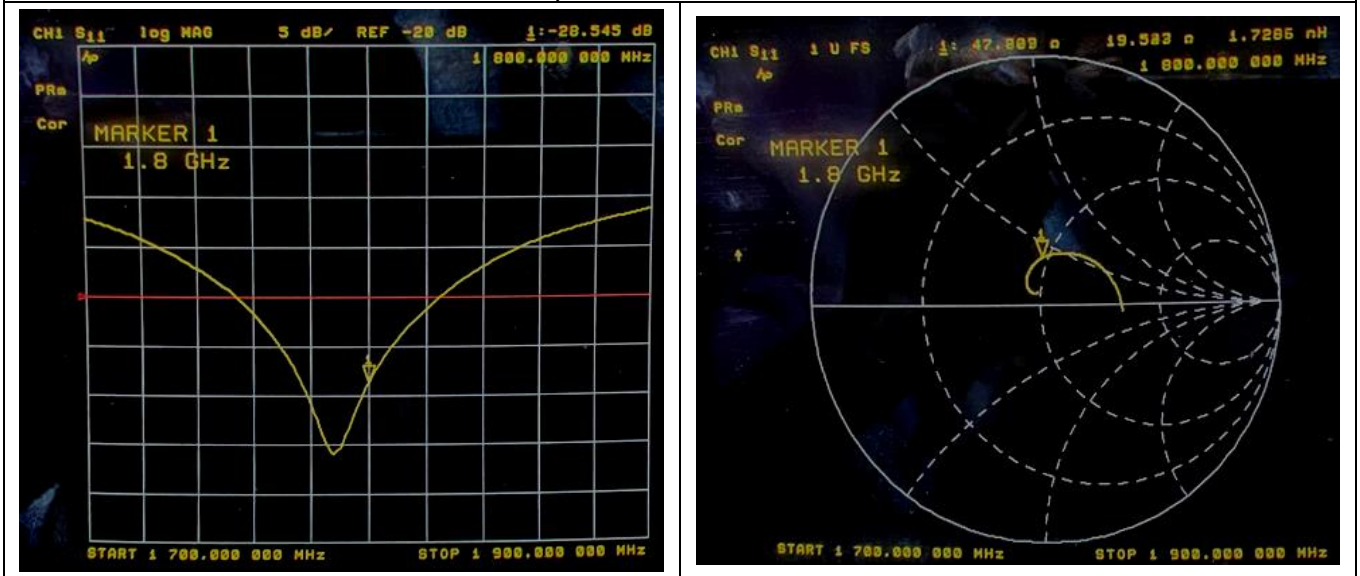 CH1 S11 log MAG 5 dB/ REF -20 dB 1:-28.545 dB
hp
1 800.000 000 MHz
PRm
Cor
MARKER 1
1.8 GHz
START 1 700.000 000 MHz STOP 1 900.000 000 MHz
CH1 S11 1 U FS 1: 47.809 Ω 19.523 Ω 1.7286 nH
hp
1 800.000 000 MHz
PRm
Cor
MARKER 1
1.8 GHz
START 1 700.000 000 MHz STOP 1 900.000 000 MHz